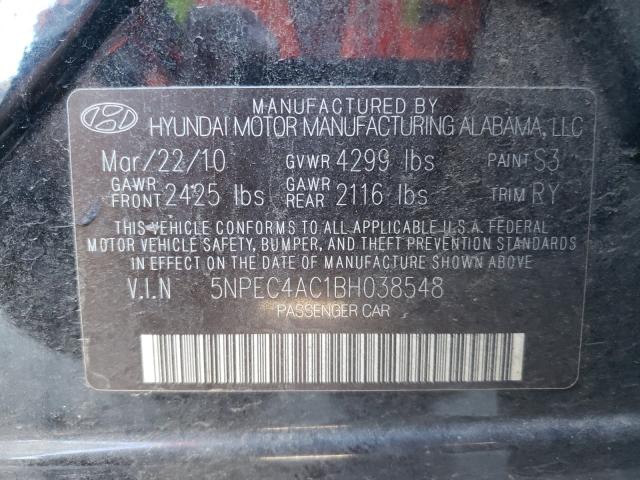 MANUFACTURED BY
HYUNDAI MOTOR MANUFACTURING ALABAMA, LLC
Mar/22/10 GVWR 4299 lbs PAINT S3
GAWR FRONT 2425 lbs GAWR REAR 2116 lbs TRIM RY
THIS VEHICLE CONFORMS TO ALL APPLICABLE U.S.A. FEDERAL
MOTOR VEHICLE SAFETY, BUMPER, AND THEFT PREVENTION STANDARDS
IN EFFECT ON THE DATE OF MANUFACTURE SHOWN ABOVE.
V.I.N 5NPEC4AC1BH038548
PASSENGER CAR